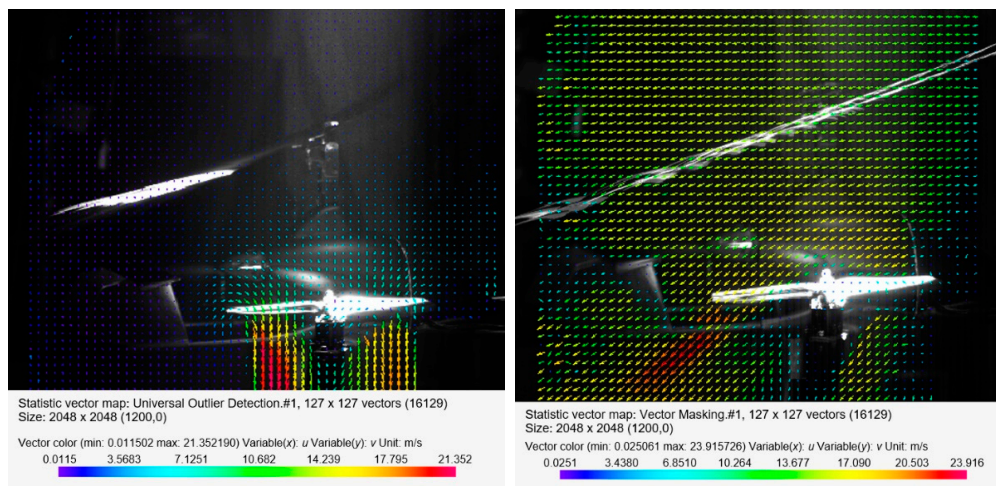 Statistic vector map: Universal Outlier Detection.#1, 127 x 127 vectors (16129)
Size: 2048 x 2048 (1200,0)
Vector color (min: 0.011502 max: 21.352190) Variable(x): u Variable(y): v Unit: m/s
0.0115 3.5683 7.1251 10.682 14.239 17.795 21.352
Statistic vector map: Vector Masking.#1, 127 x 127 vectors (16129)
Size: 2048 x 2048 (1200,0)
Vector color (min: 0.025061 max: 23.915726) Variable(x): u Variable(y): v Unit: m/s
0.0251 3.4380 6.8510 10.264 13.677 17.090 20.503 23.916